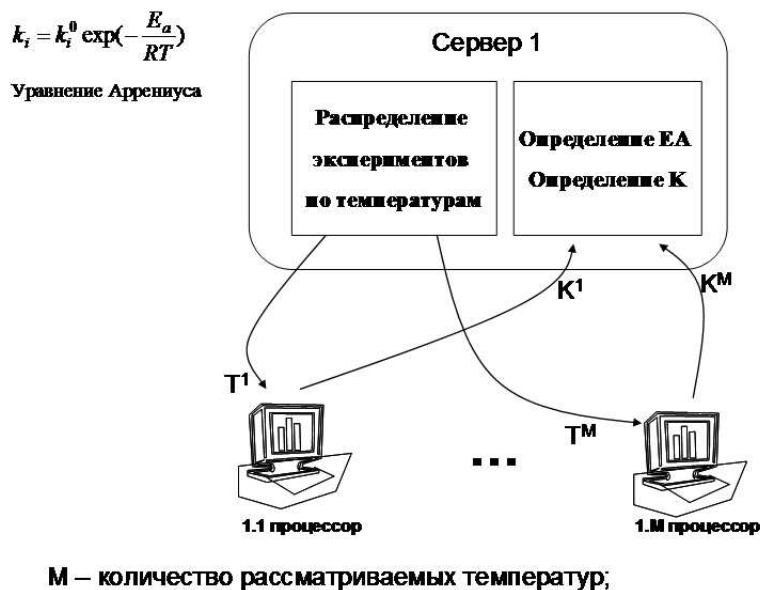 k_i = k_i^0 exp(-E_a/RT)
Уравнение Аррениуса
Сервер 1
Распределение
экспериментов
по температурам
Определение EA
Определение K
K¹
K^M
T¹
T^M
...
1.1 процессор
1.M процессор
M – количество рассматриваемых температур;